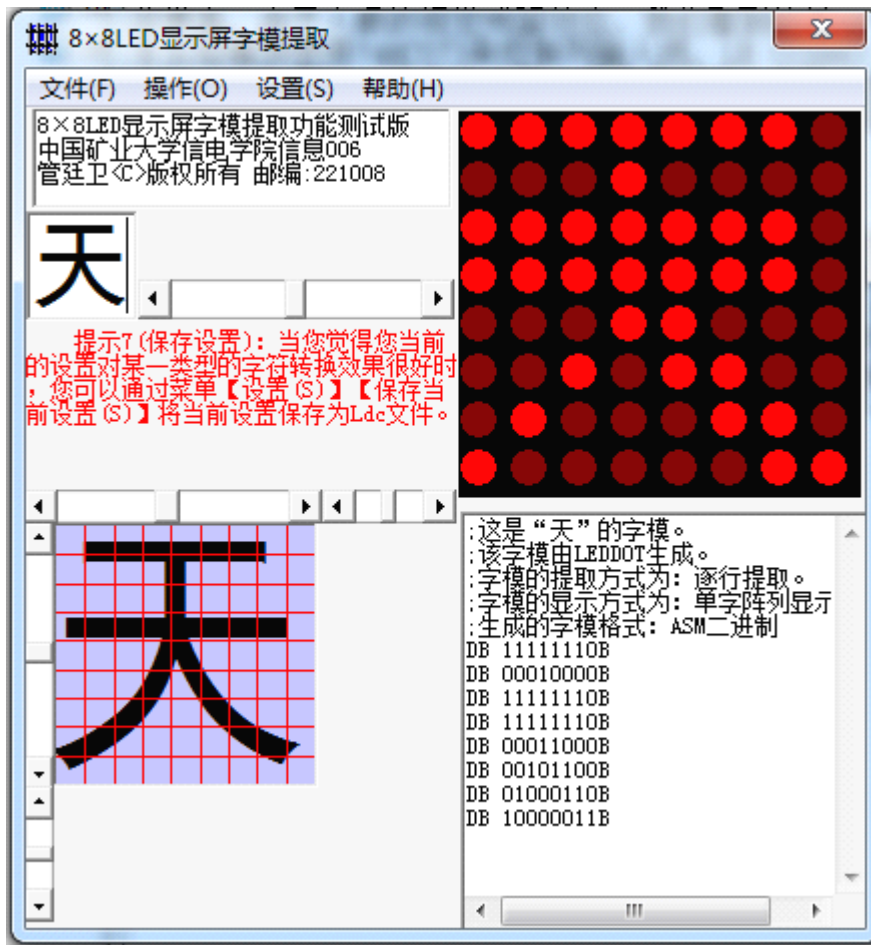 8×8LED显示屏字模提取
文件(F) 操作(O) 设置(S) 帮助(H)
8×8LED显示屏字模提取功能测试版
中国矿业大学信电学院信息006
管廷卫<C>版权所有 邮编:221008
天
提示7(保存设置)：当您觉得您当前
的设置对某一类型的字符转换效果很好时
，您可以通过菜单【设置(S)】【保存当
前设置(S)】将当前设置保存为Ldc文件。
天
;这是“天”的字模。
;该字模由LEDDOT生成。
;字模的提取方式为：逐行提取。
;字模的显示方式为：单字阵列显示
;生成的字模格式：ASM二进制
DB 11111110B
DB 00010000B
DB 11111110B
DB 11111110B
DB 00011000B
DB 00101100B
DB 01000110B
DB 10000011B